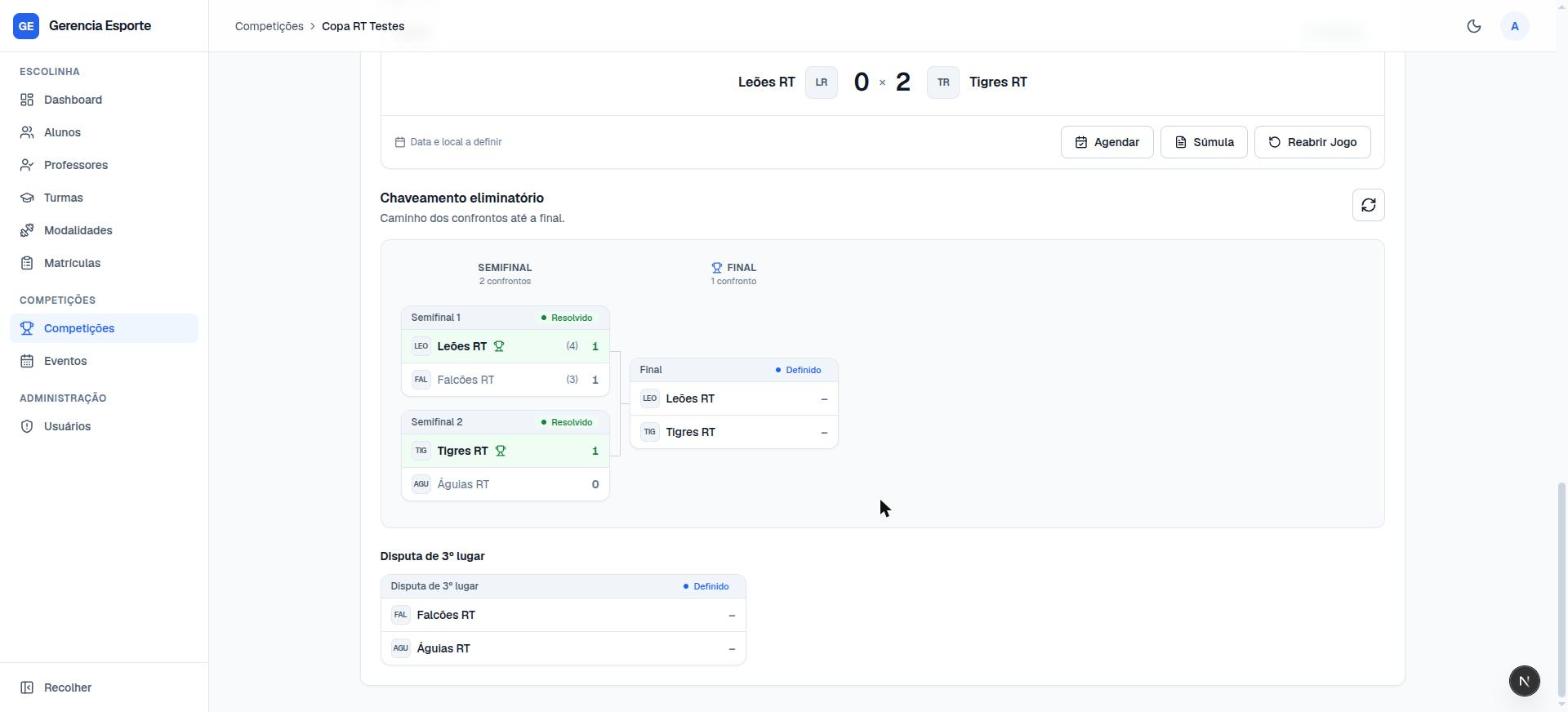 GE Gerencia Esporte
Competições > Copa RT Testes
A
ESCOLINHA
Dashboard
Alunos
Professores
Turmas
Modalidades
Matrículas
COMPETIÇÕES
Competições
Eventos
ADMINISTRAÇÃO
Usuários
Recolher
Leões RT LR 0 × 2 TR Tigres RT
Data e local a definir
Agendar
Súmula
Reabrir Jogo
Chaveamento eliminatório
Caminho dos confrontos até a final.
SEMIFINAL
2 confrontos
FINAL
1 confronto
Semifinal 1 Resolvido
LEO Leões RT (4) 1
FAL Falcões RT (3) 1
Semifinal 2 Resolvido
TIG Tigres RT 1
AGU Águias RT 0
Final Definido
LEO Leões RT –
TIG Tigres RT –
Disputa de 3º lugar
Disputa de 3º lugar Definido
FAL Falcões RT –
AGU Águias RT –
N